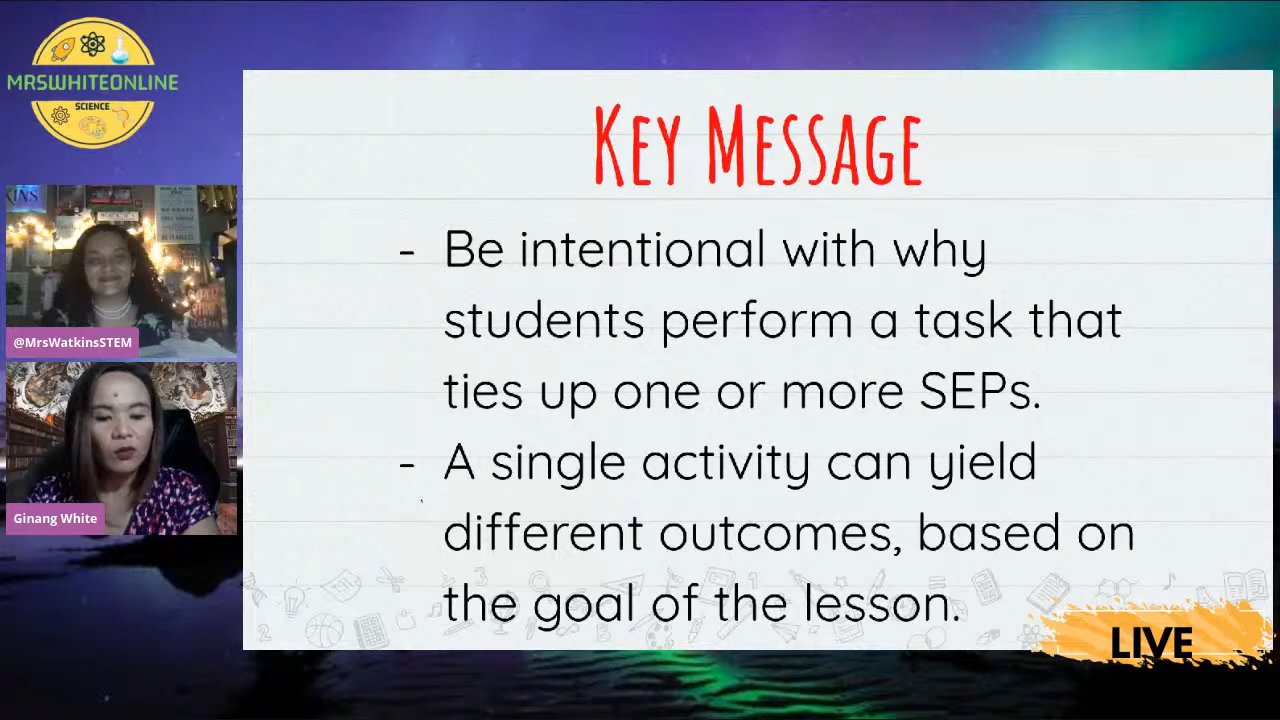 MRSWHITEONLINE
SCIENCE
KINS
@MrsWatkinsSTEM
Ginang White
KEY MESSAGE
- Be intentional with why
students perform a task that
ties up one or more SEPs.
- A single activity can yield
different outcomes, based on
the goal of the lesson.
LIVE